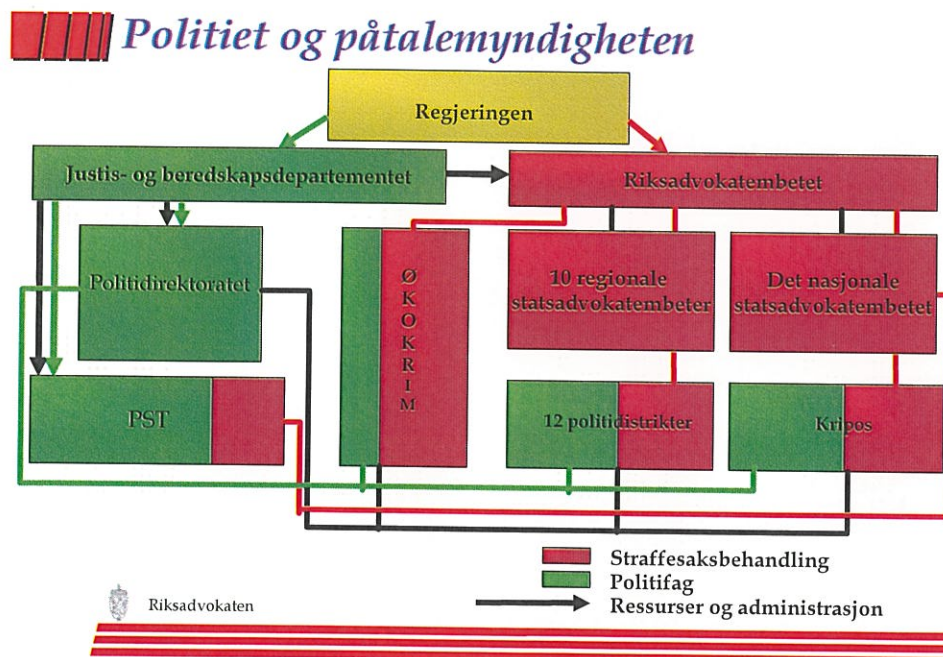 Politiet og påtalemyndigheten
Regjeringen
Justis- og beredskapsdepartementet
Riksadvokatembetet
Politidirektoratet
ØKOKRIM
10 regionale
statsadvokatembeter
Det nasjonale
statsadvokatembetet
PST
12 politidistrikter
Kripos
Straffesaksbehandling
Politifag
Ressurser og administrasjon
Riksadvokaten